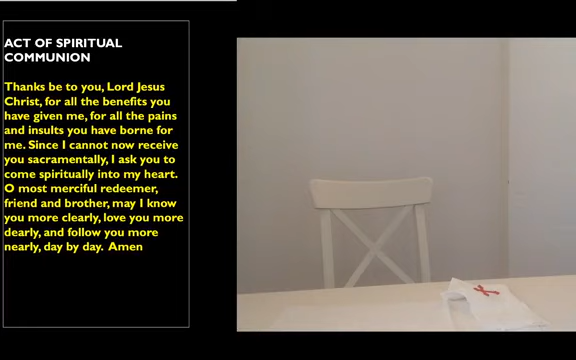 ACT OF SPIRITUAL
COMMUNION
Thanks be to you, Lord Jesus
Christ, for all the benefits you
have given me, for all the pains
and insults you have borne for
me. Since I cannot now receive
you sacramentally, I ask you to
come spiritually into my heart.
O most merciful redeemer,
friend and brother, may I know
you more clearly, love you more
dearly, and follow you more
nearly, day by day. Amen